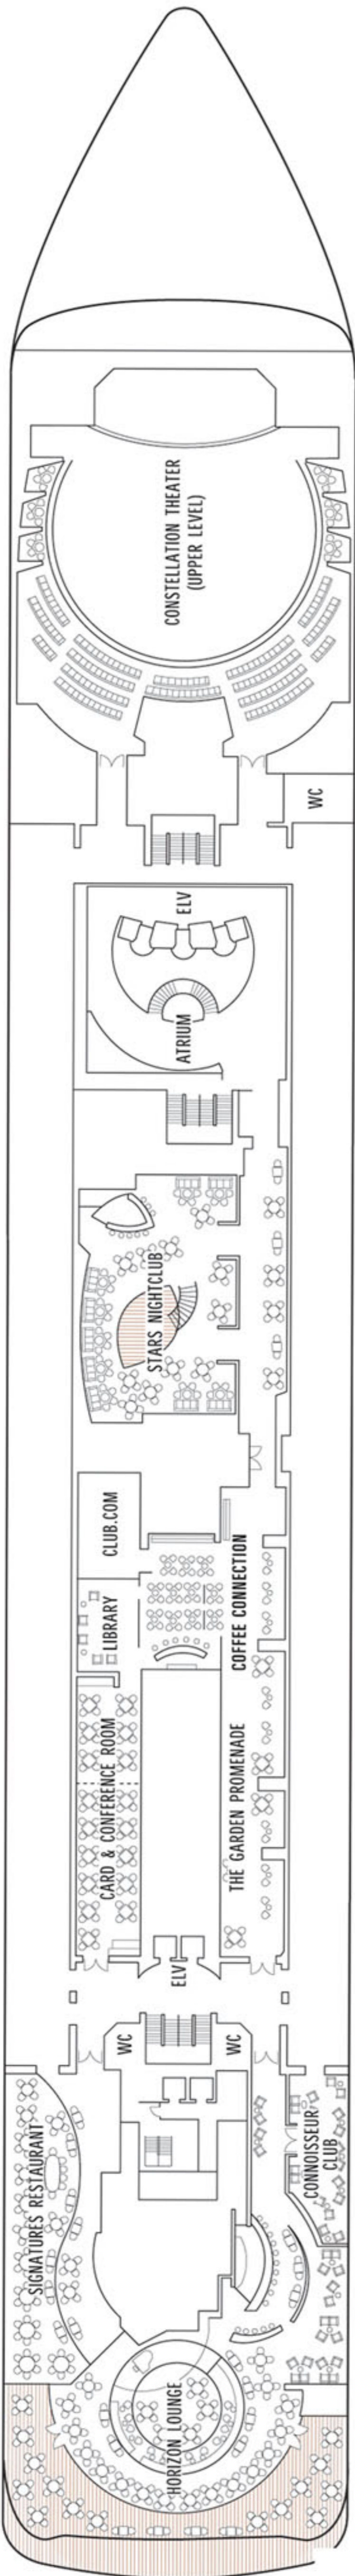 CONSTELLATION THEATER
(UPPER LEVEL)
WC
ELV
ATRIUM
STARS NIGHTCLUB
CLUB.COM
LIBRARY
COFFEE CONNECTION
CARD & CONFERENCE ROOM
THE GARDEN PROMENADE
ELV
WC
WC
SIGNATURES RESTAURANT
CONNOISSEUR
CLUB
HORIZON LOUNGE